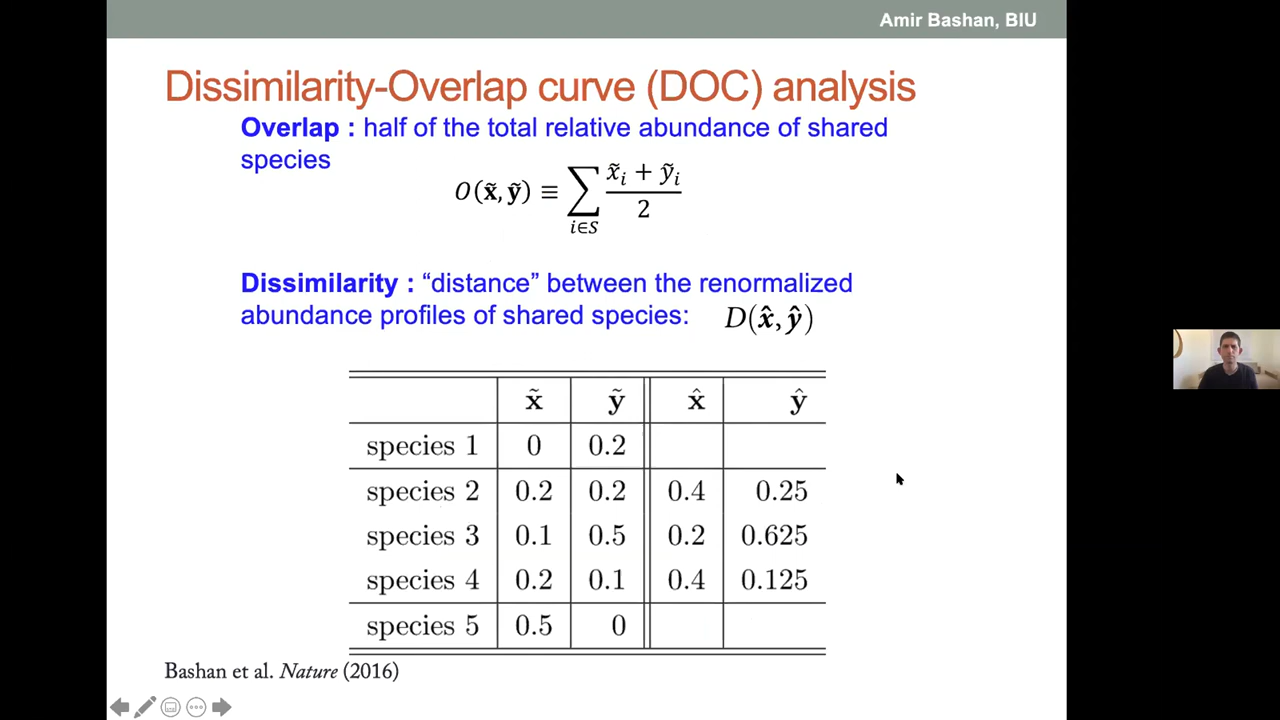 Amir Bashan, BIU
Dissimilarity-Overlap curve (DOC) analysis
Overlap : half of the total relative abundance of shared
species
O(x̃, ỹ) ≡ ∑_{i∈S} (x̃ᵢ + ỹᵢ)/2
Dissimilarity : “distance” between the renormalized
abundance profiles of shared species: D(x̂, ŷ)
x̃ ỹ x̂ ŷ
species 1 0 0.2
species 2 0.2 0.2 0.4 0.25
species 3 0.1 0.5 0.2 0.625
species 4 0.2 0.1 0.4 0.125
species 5 0.5 0
Bashan et al. Nature (2016)